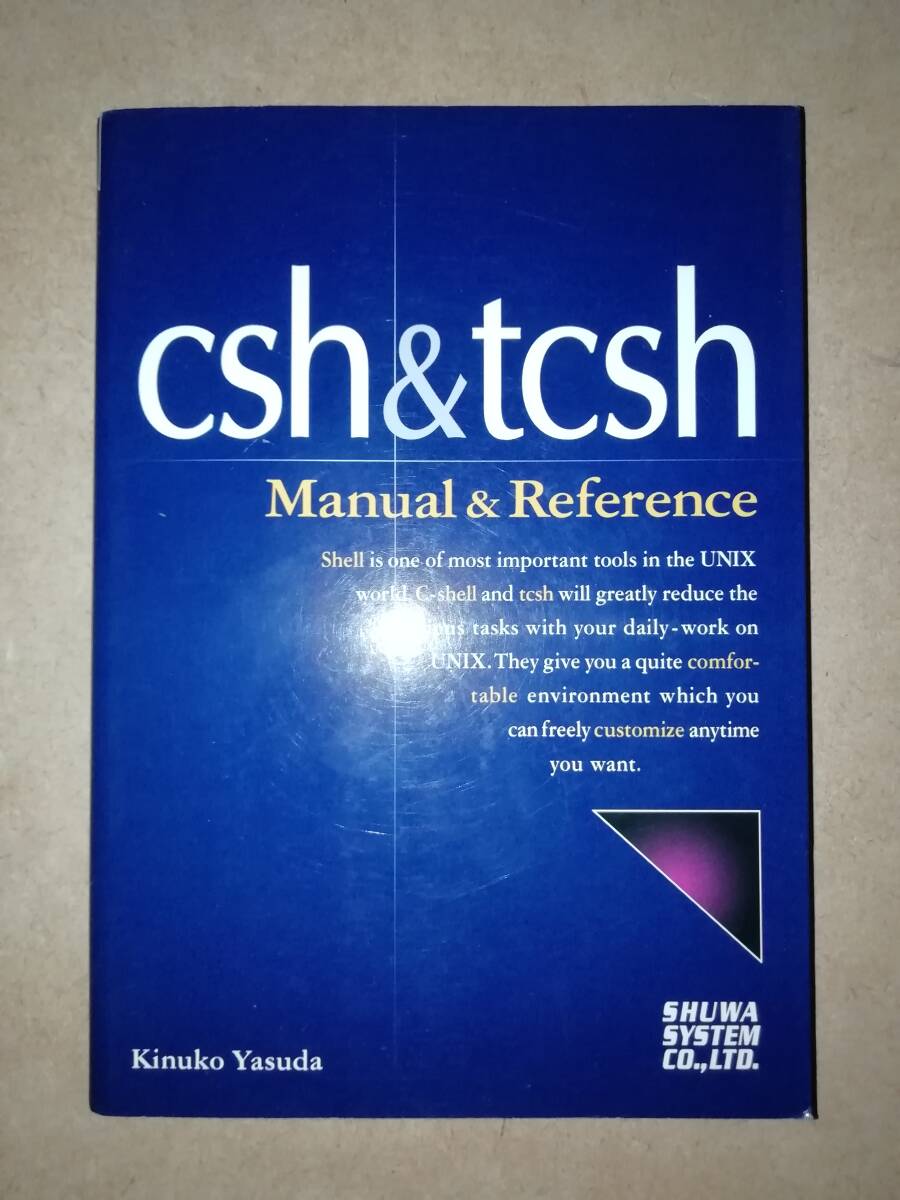 csh & tcsh
Manual & Reference
Shell is one of most important tools in the UNIX
world. C-shell and tcsh will greatly reduce the
tasks with your daily-work on
UNIX. They give you a quite comfor-
table environment which you
can freely customize anytime
you want.
Kinuko Yasuda
SHUWA
SYSTEM
CO.,LTD.